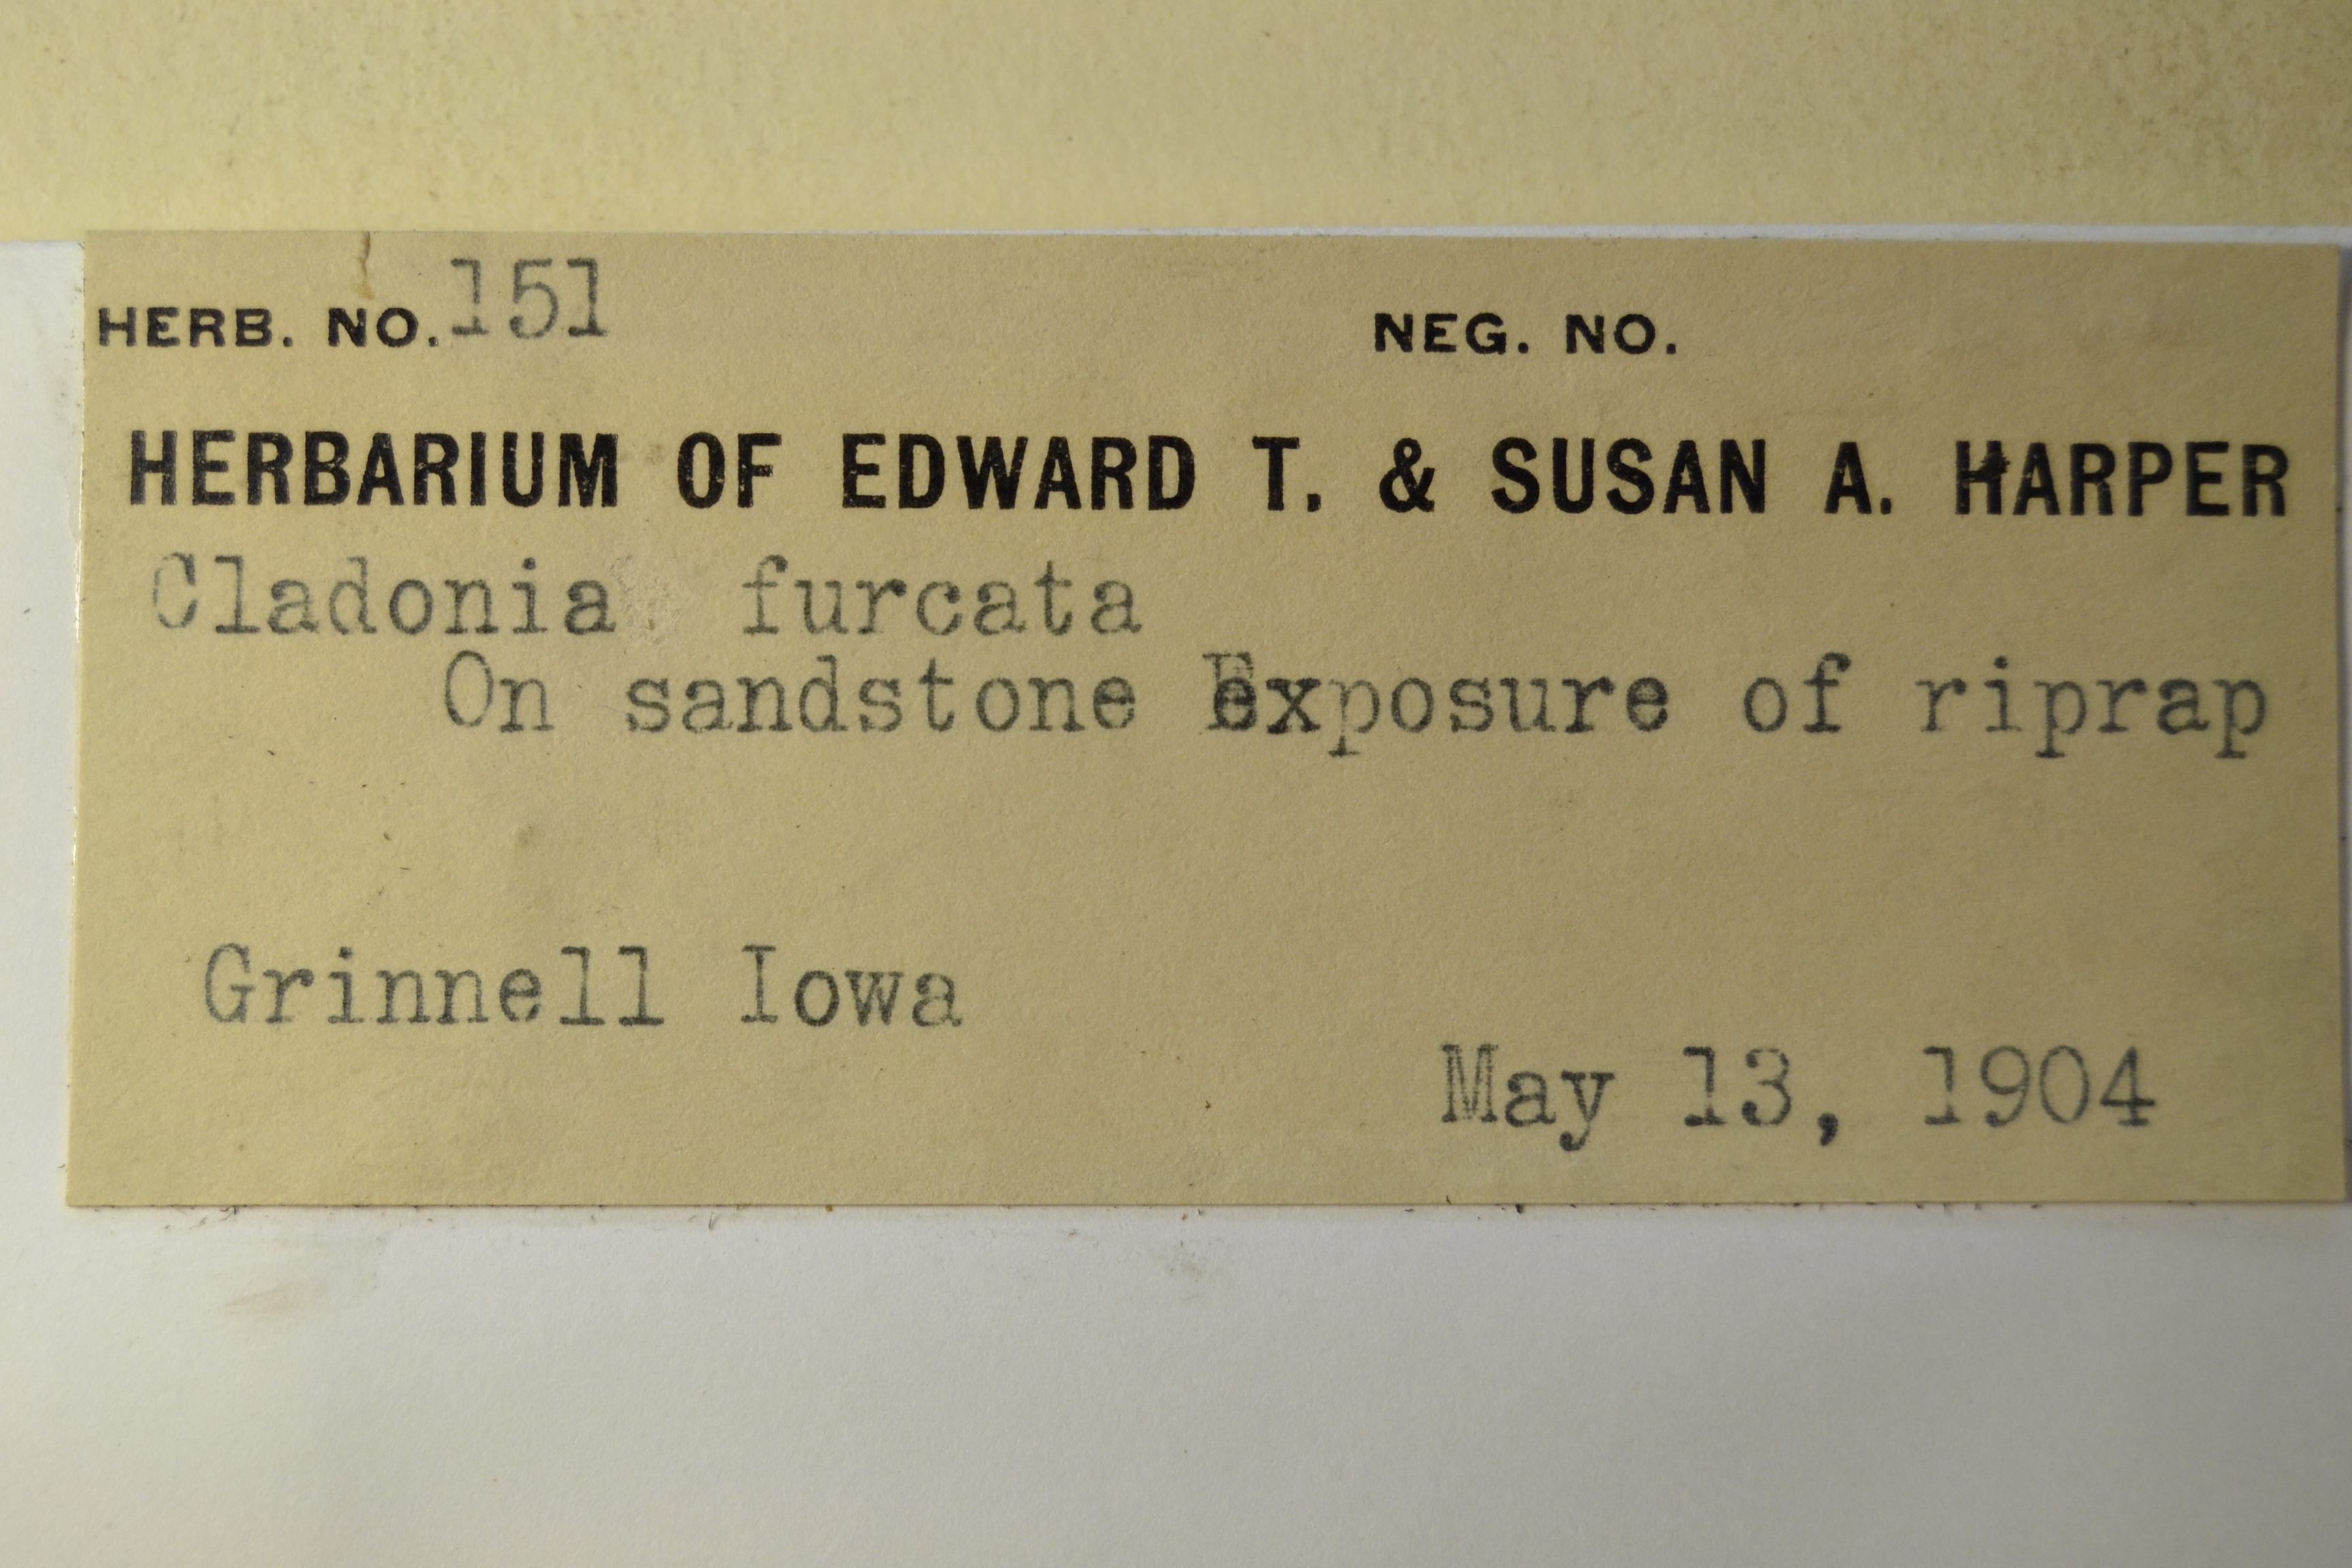 HERB. NO. 151 NEG. NO.
HERBARIUM OF EDWARD T. & SUSAN A. HARPER
Cladonia furcata
On sandstone exposure of riprap
Grinnell Iowa
May 13, 1904